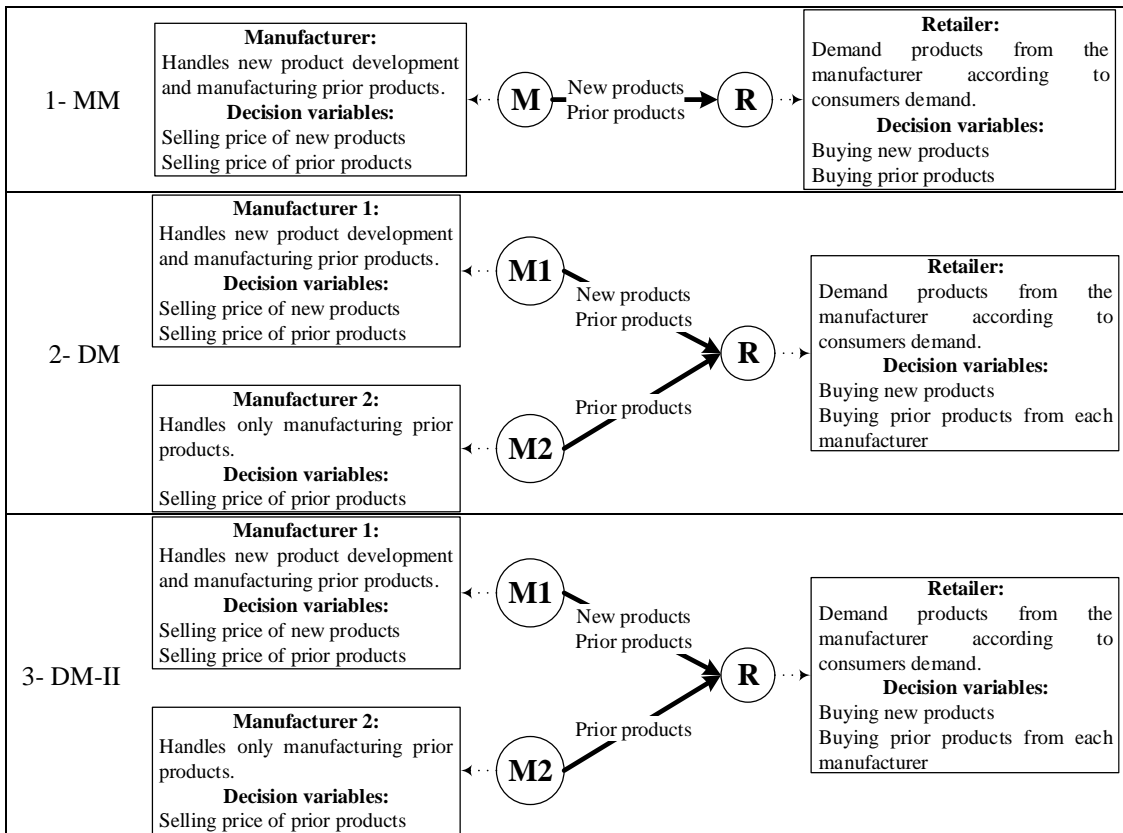 1- MM
Manufacturer:
Handles new product development
and manufacturing prior products.
Decision variables:
Selling price of new products
Selling price of prior products
M
New products
Prior products
R
Retailer:
Demand products from the
manufacturer according to
consumers demand.
Decision variables:
Buying new products
Buying prior products
2- DM
Manufacturer 1:
Handles new product development
and manufacturing prior products.
Decision variables:
Selling price of new products
Selling price of prior products
Manufacturer 2:
Handles only manufacturing prior
products.
Decision variables:
Selling price of prior products
M1
New products
Prior products
M2
Prior products
R
Retailer:
Demand products from the
manufacturer according to
consumers demand.
Decision variables:
Buying new products
Buying prior products from each
manufacturer
3- DM-II
Manufacturer 1:
Handles new product development
and manufacturing prior products.
Decision variables:
Selling price of new products
Selling price of prior products
Manufacturer 2:
Handles only manufacturing prior
products.
Decision variables:
Selling price of prior products
M1
New products
Prior products
M2
Prior products
R
Retailer:
Demand products from the
manufacturer according to
consumers demand.
Decision variables:
Buying new products
Buying prior products from each
manufacturer